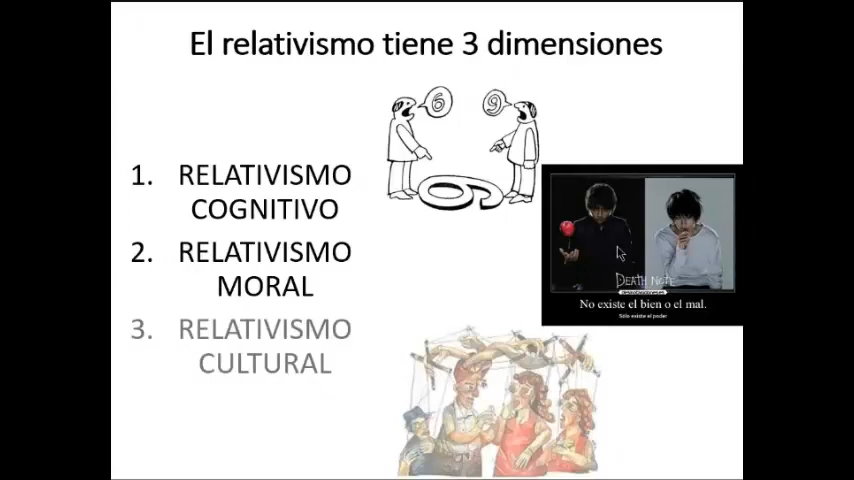 El relativismo tiene 3 dimensiones
6
9
1. RELATIVISMO
COGNITIVO
2. RELATIVISMO
MORAL
3. RELATIVISMO
CULTURAL
DEATH NOTE
No existe el bien o el mal.
Sólo existe el poder